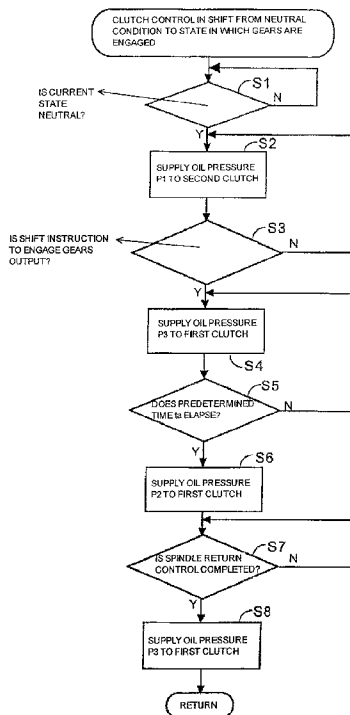 CLUTCH CONTROL IN SHIFT FROM NEUTRAL
CONDITION TO STATE IN WHICH GEARS ARE
ENGAGED
S1
IS CURRENT
STATE
NEUTRAL?
N
Y
S2
SUPPLY OIL PRESSURE
P1 TO SECOND CLUTCH
S3
IS SHIFT INSTRUCTION
TO ENGAGE GEARS
OUTPUT?
N
Y
SUPPLY OIL PRESSURE
P3 TO FIRST CLUTCH
S4
S5
DOES PREDETERMINED
TIME ta ELAPSE?
N
Y
S6
SUPPLY OIL PRESSURE
P2 TO FIRST CLUTCH
S7
IS SPINDLE RETURN
CONTROL COMPLETED?
N
Y
S8
SUPPLY OIL PRESSURE
P3 TO FIRST CLUTCH
RETURN